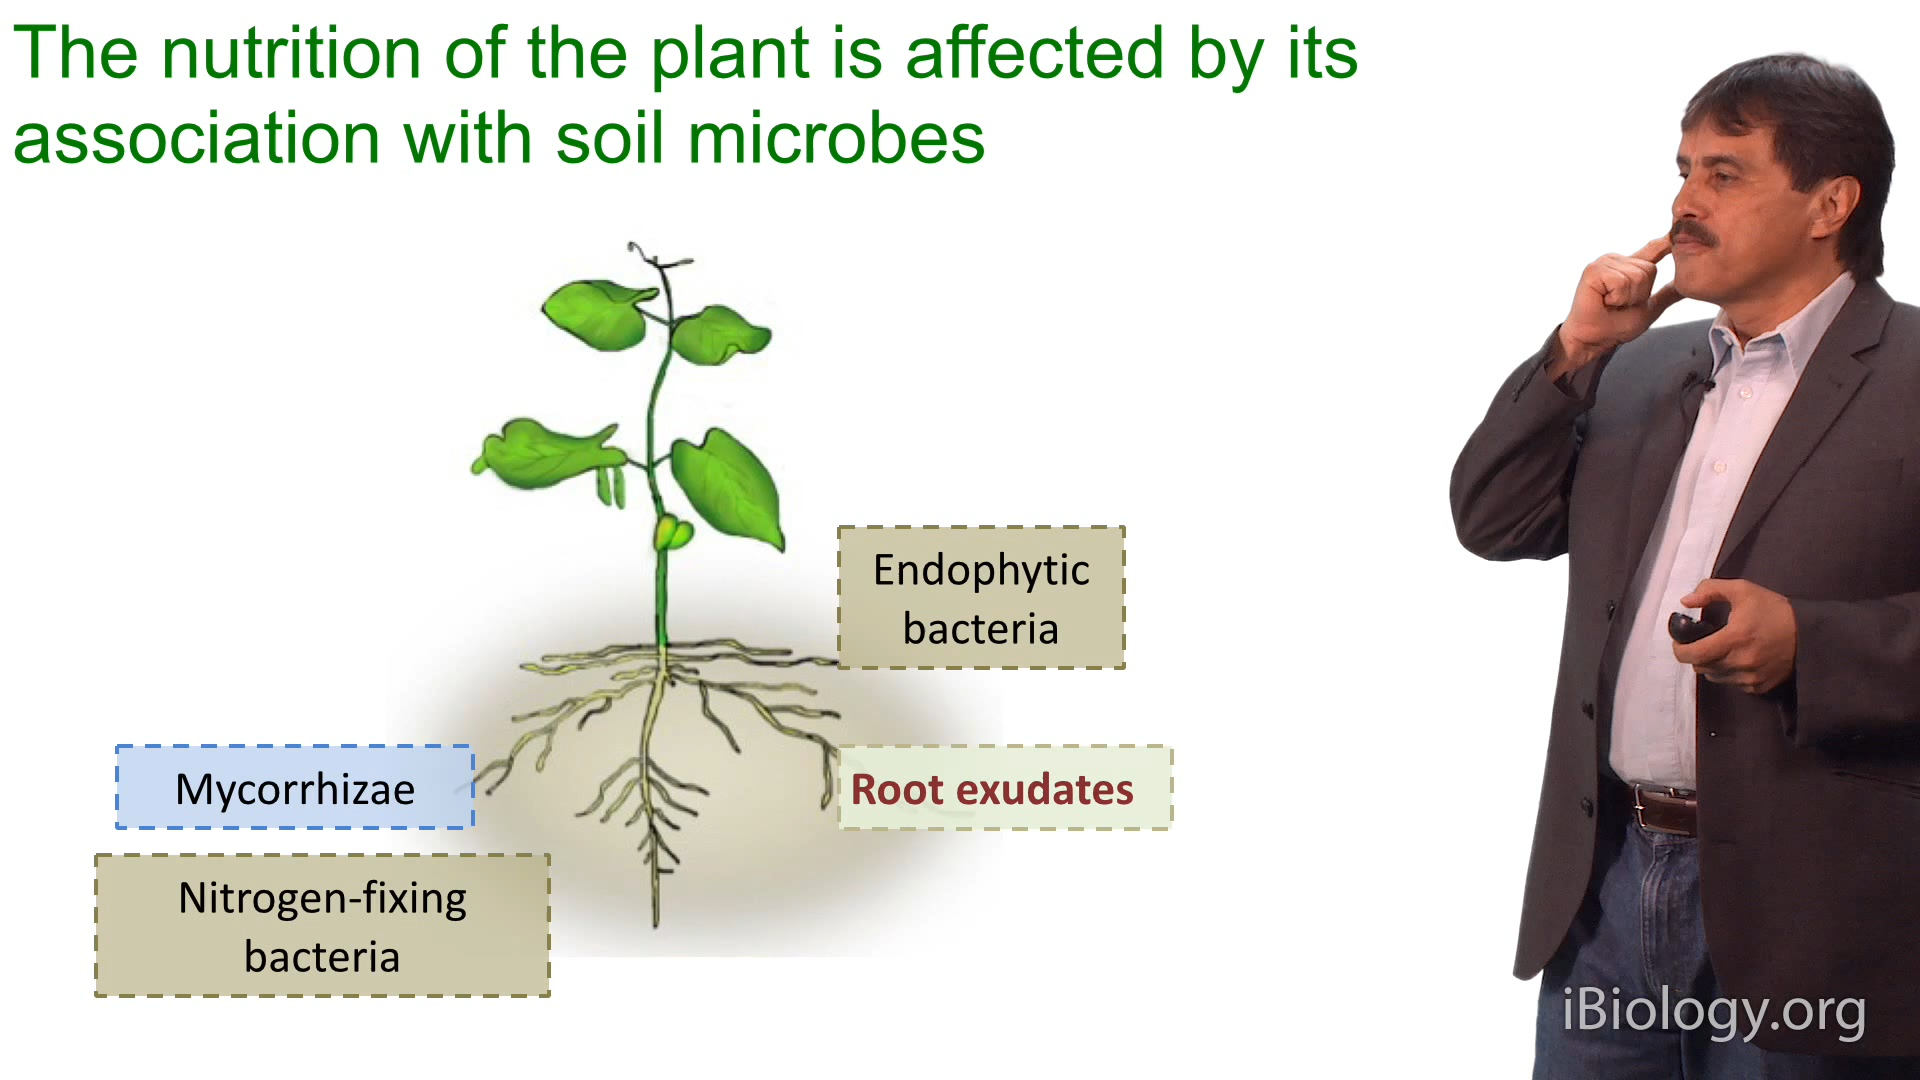 The nutrition of the plant is affected by its
association with soil microbes
Endophytic
bacteria
Mycorrhizae
Root exudates
Nitrogen-fixing
bacteria
iBiology.org